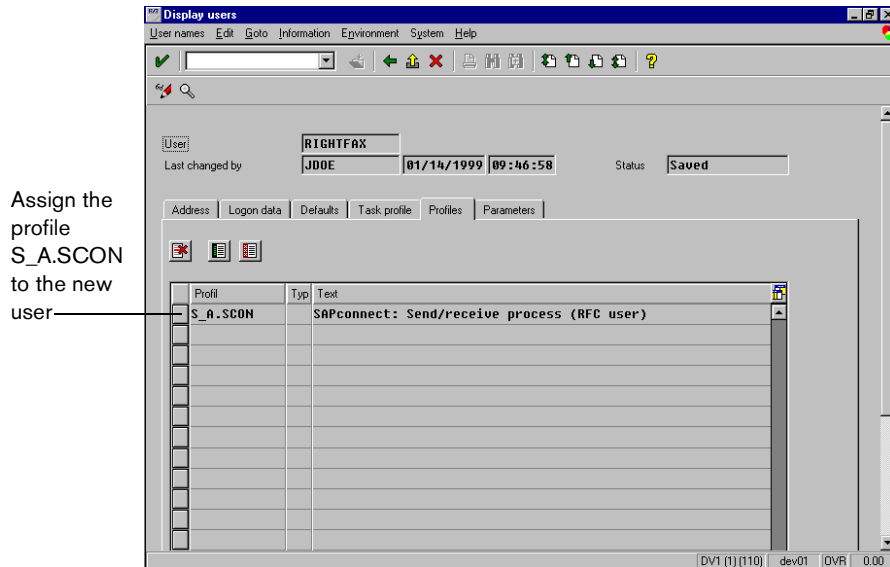 Display users
User names Edit Goto Information Environment System Help
User RIGHTFAX
Last changed by JDOE 01/14/1999 09:46:58 Status Saved
Assign the
profile
S_A.SCON
to the new
user
Address Logon data Defaults Task profile Profiles Parameters
Profil Typ Text
S_A.SCON SAPconnect: Send/receive process (RFC user)
DV1 (1) (110) dev01 OVR 0.00